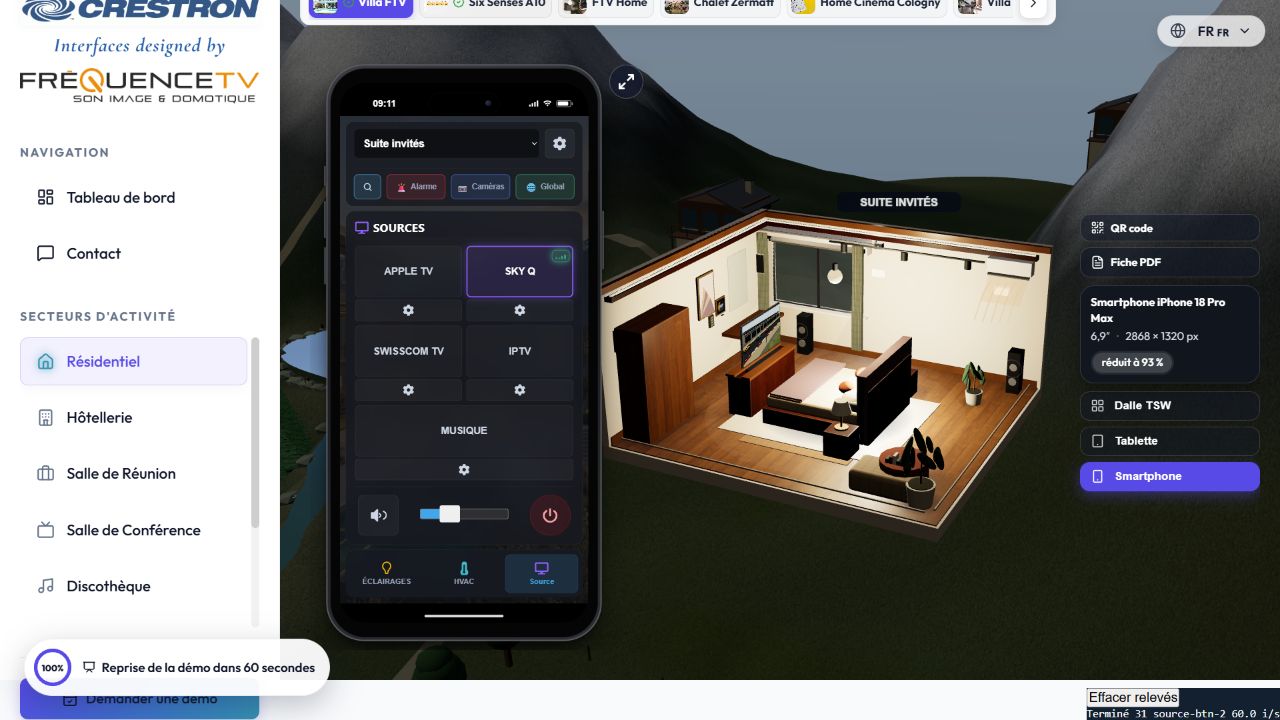 CRESTRON
Interfaces designed by
FRÉQUENCETV
SON IMAGE & DOMOTIQUE
NAVIGATION
Tableau de bord
Contact
SECTEURS D'ACTIVITÉ
Résidentiel
Hôtellerie
Salle de Réunion
Salle de Conférence
Discothèque
100%
Reprise de la démo dans 60 secondes
Demander une démo
Villa FTV
Six Senses A10
FTV Home
Chalet Zermatt
Home Cinema Cologny
Villa
FR FR
09:11
Suite invités
Alarme
Caméras
Global
SOURCES
APPLE TV
SKY Q
SWISSCOM TV
IPTV
MUSIQUE
ÉCLAIRAGES
HVAC
Source
SUITE INVITÉS
QR code
Fiche PDF
Smartphone iPhone 18 Pro
Max
6,9″ · 2868 × 1320 px
réduit à 93 %
Dalle TSW
Tablette
Smartphone
Effacer relevés
Terminé 31 source-btn-2 60.0 i/s